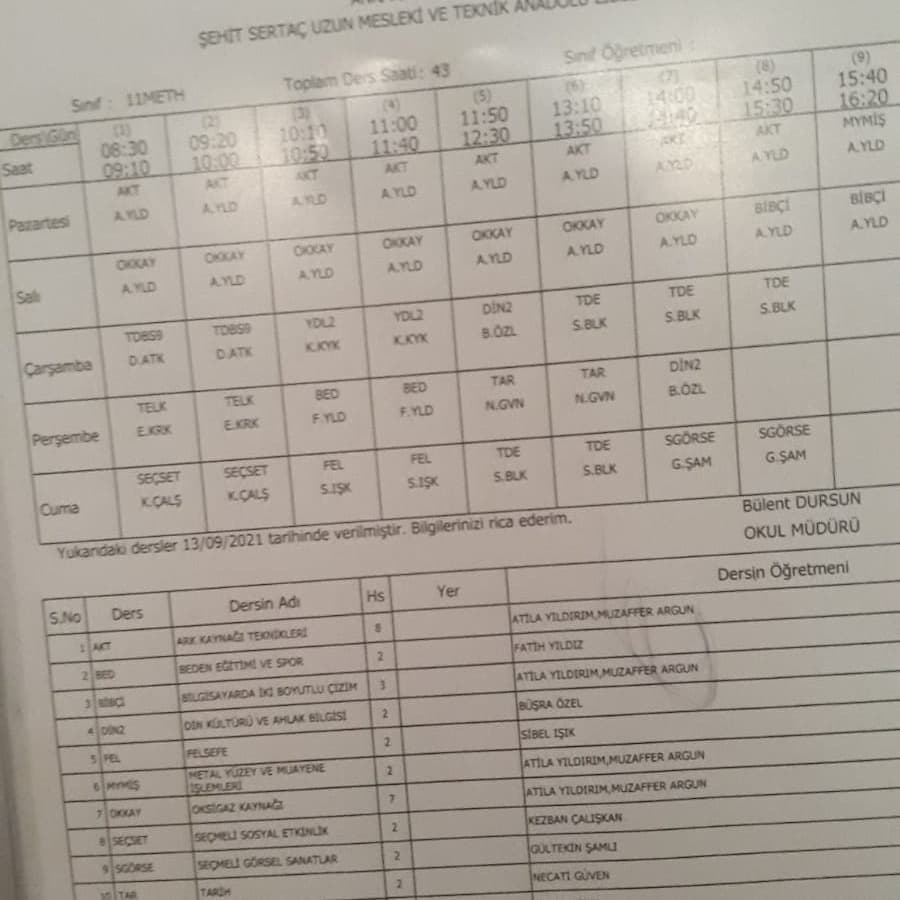 ŞEHİT SERTAÇ UZUN MESLEKİ VE TEKNİK ANADOLU
Sınıf : 11METH Toplam Ders Saati: 43 Sınıf Öğretmeni :
Ders\Gün (1) (2) (3) (4) (5) (6) (7) (8) (9)
Saat 08:30 09:20 10:10 11:00 11:50 13:10 14:00 14:50 15:40
09:10 10:00 10:50 11:40 12:30 13:50 14:40 15:30 16:20
Pazartesi AKT AKT AKT AKT AKT AKT AKT AKT MYMİŞ
A.YLD A.YLD A.YLD A.YLD A.YLD A.YLD A.YLD A.YLD A.YLD
Salı OKKAY OKKAY OKKAY OKKAY OKKAY OKKAY OKKAY BİBÇİ BİBÇİ
A.YLD A.YLD A.YLD A.YLD A.YLD A.YLD A.YLD A.YLD A.YLD
Çarşamba TDBS9 TDBS9 YDL2 YDL2 DİN2 TDE TDE TDE
D.ATK D.ATK K.KYK K.KYK B.ÖZL S.BLK S.BLK S.BLK
Perşembe TELK TELK BED BED TAR TAR DİN2
E.KRK E.KRK F.YLD F.YLD N.GVN N.GVN B.ÖZL
Cuma SEÇSET SEÇSET FEL FEL TDE TDE SGÖRSE SGÖRSE
K.ÇALŞ K.ÇALŞ S.IŞK S.IŞK S.BLK S.BLK G.ŞAM G.ŞAM
Yukarıdaki dersler 13/09/2021 tarihinde verilmiştir. Bilgilerinizi rica ederim.
Bülent DURSUN
OKUL MÜDÜRÜ
S.No Ders Dersin Adı Hs Yer Dersin Öğretmeni
1 AKT ARK KAYNAĞI TEKNİKLERİ 8 ATİLA YILDIRIM,MUZAFFER ARGUN
2 BED BEDEN EĞİTİMİ VE SPOR 2 FATİH YILDIZ
3 BİBÇİ BİLGİSAYARDA İKİ BOYUTLU ÇİZİM 3 ATİLA YILDIRIM,MUZAFFER ARGUN
4 DİN2 DİN KÜLTÜRÜ VE AHLAK BİLGİSİ 2 BÜŞRA ÖZEL
5 FEL FELSEFE 2 SİBEL IŞIK
6 MYMİŞ METAL YÜZEY VE MUAYENE İŞLEMLERİ 2 ATİLA YILDIRIM,MUZAFFER ARGUN
7 OKKAY OKSİGAZ KAYNAĞI 7 ATİLA YILDIRIM,MUZAFFER ARGUN
8 SEÇSET SEÇMELİ SOSYAL ETKİNLİK 2 KEZBAN ÇALIŞKAN
9 SGÖRSE SEÇMELİ GÖRSEL SANATLAR 2 GÜLTEKİN ŞAMLI
10 TAR TARİH 2 NECATİ GÜVEN